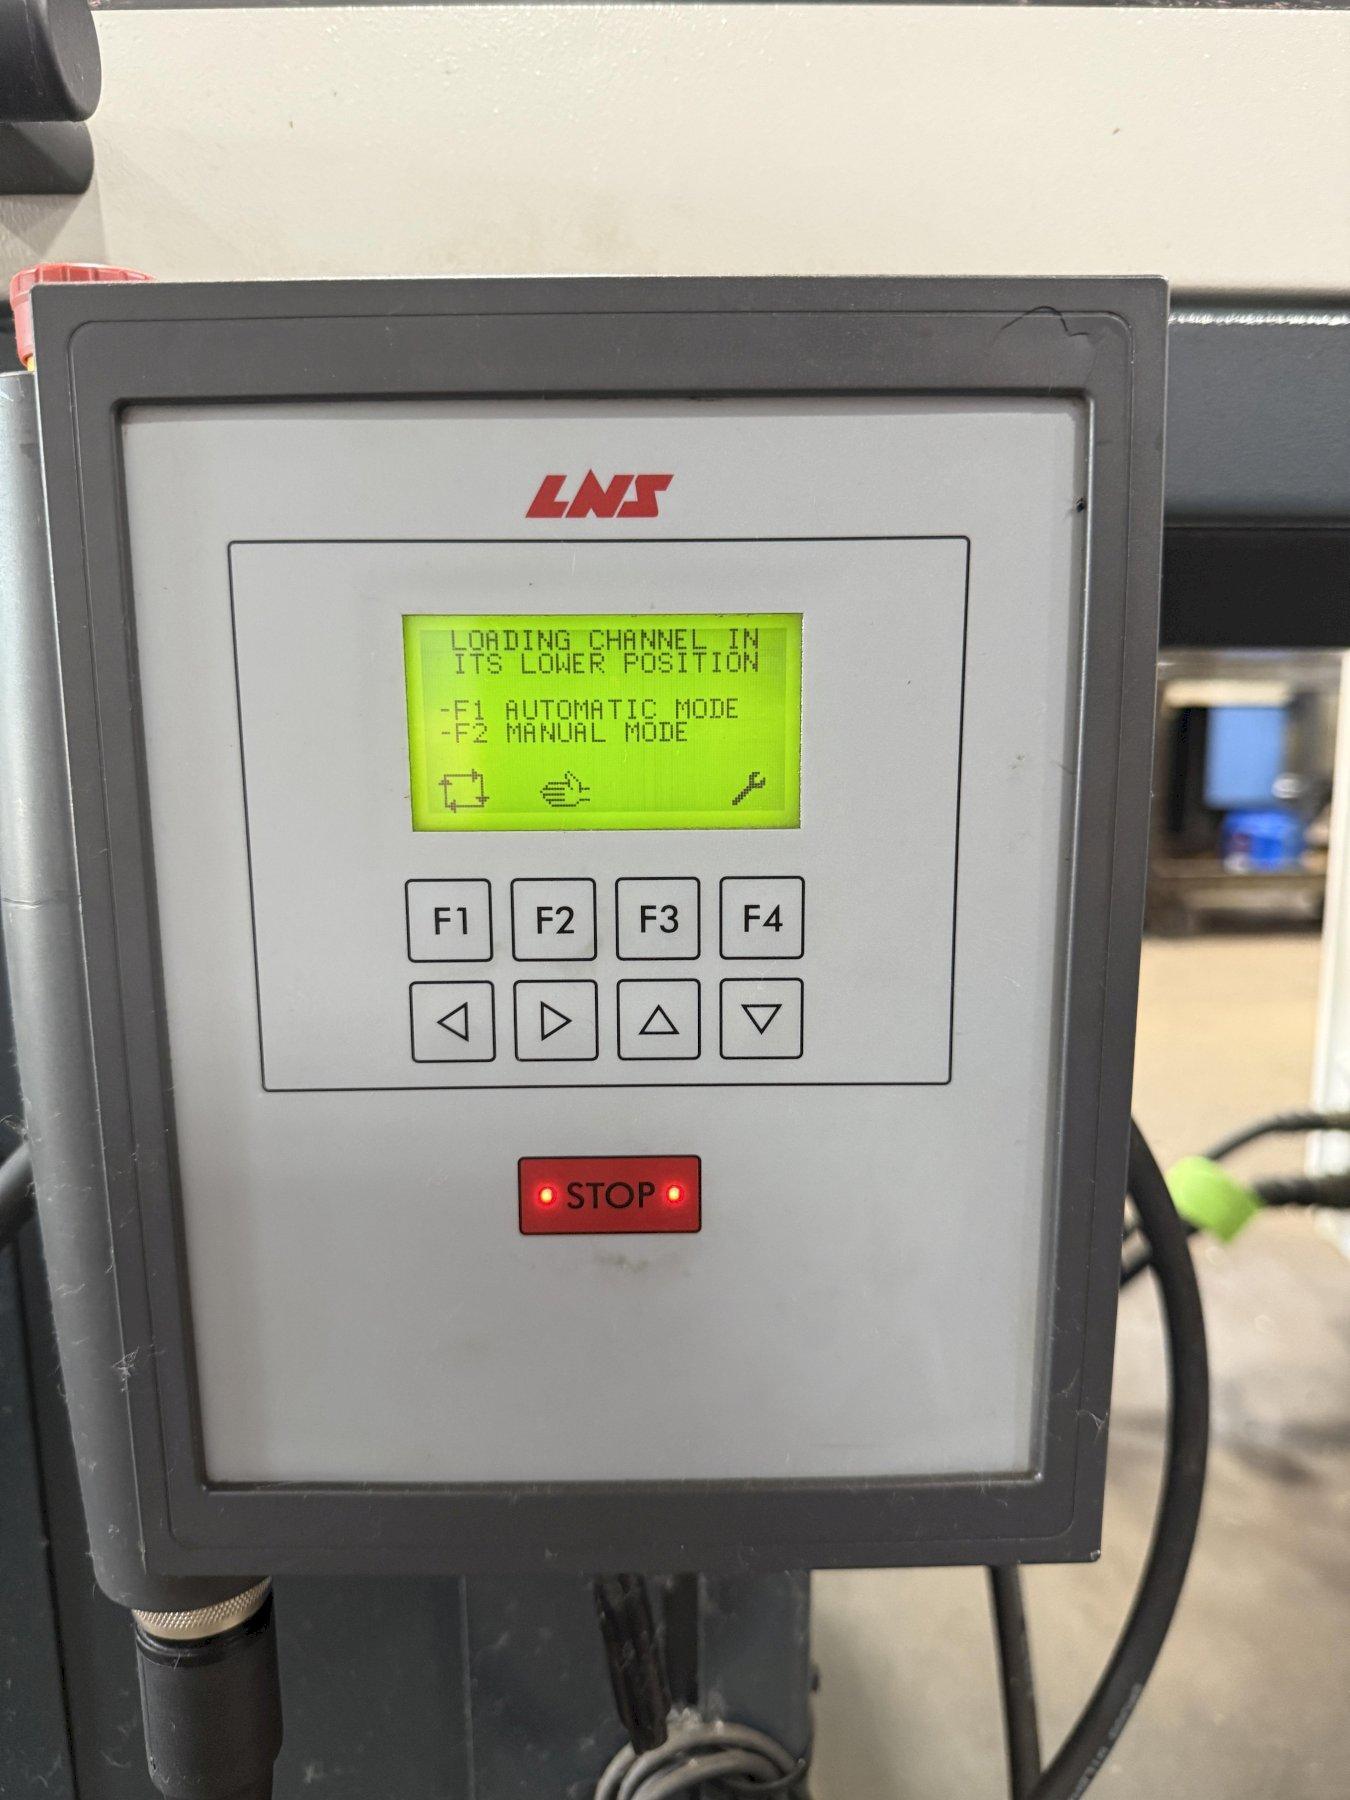 LNS
LOADING CHANNEL IN
ITS LOWER POSITION
-F1 AUTOMATIC MODE
-F2 MANUAL MODE
F1 F2 F3 F4
STOP